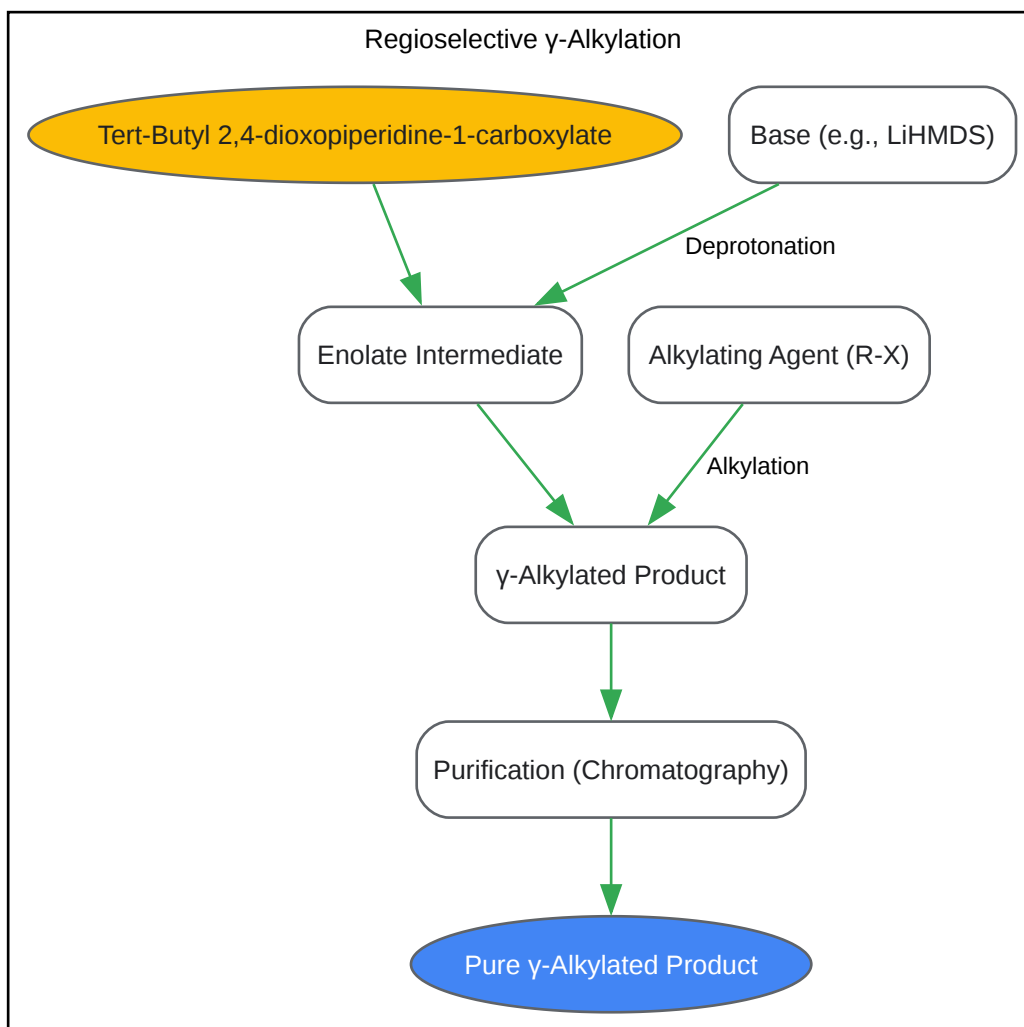 Regioselective γ-Alkylation
Tert-Butyl 2,4-dioxopiperidine-1-carboxylate
Base (e.g., LiHMDS)
Deprotonation
Enolate Intermediate
Alkylating Agent (R-X)
Alkylation
γ-Alkylated Product
Purification (Chromatography)
Pure γ-Alkylated Product